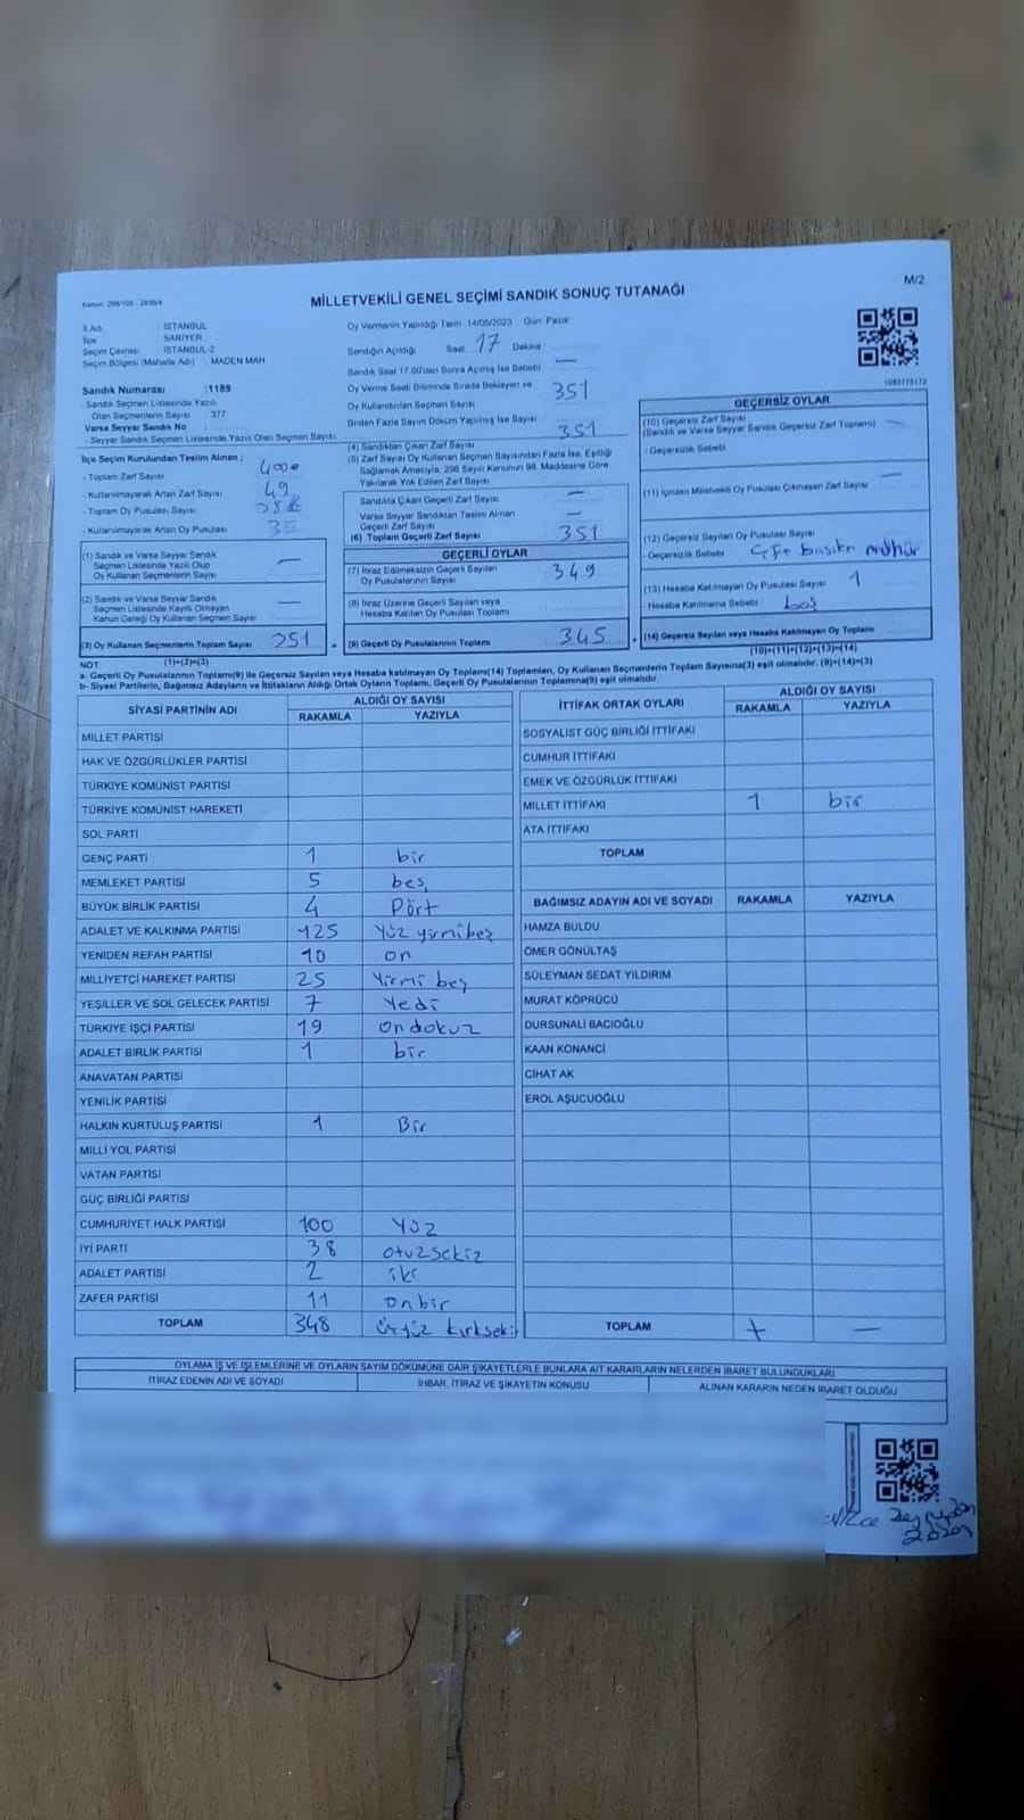 M/2
MİLLETVEKİLİ GENEL SEÇİMİ SANDIK SONUÇ TUTANAĞI
İl Adı : İSTANBUL
İlçe : SARIYER
Seçim Çevresi : İSTANBUL-2
Seçim Bölgesi (Mahalle Adı) : MADEN MAH
Sandık Numarası :1189
- Sandık Seçmen Listesinde Yazılı
Olan Seçmenlerin Sayısı : 377
Varsa Seyyar Sandık No
- Seyyar Sandık Seçmen Listesinde Yazılı Olan Seçmen Sayısı
Oy Vermenin Yapıldığı Tarih :14/05/2023 Gün: Pazar
Sandığın Açıldığı Saat: 17 Dakika:
Sandık Saat 17.00'dan Sonra Açılmış İse Sebebi —
Oy Verme Saati Bitiminde Sırada Bekleyen ve
Oy Kullandırılan Seçmen Sayısı 351
Birden Fazla Sayım Döküm Yapılmış İse Sayısı
İlçe Seçim Kurulundan Teslim Alınan :
- Toplam Zarf Sayısı 400
- Kullanılmayarak Artan Zarf Sayısı 49
- Toplam Oy Pusulası Sayısı
- Kullanılmayarak Artan Oy Pusulası
(1) Sandık ve Varsa Seyyar Sandık
Seçmen Listesinde Yazılı Olup
Oy Kullanan Seçmenlerin Sayısı —
(2) Sandık ve Varsa Seyyar Sandık
Seçmen Listesinde Kayıtlı Olmayan
Kanun Gereği Oy Kullanan Seçmen Sayısı —
(3) Oy Kullanan Seçmenlerin Toplam Sayısı 351
(1)+(2)=(3)
(4) Sandıktan Çıkan Zarf Sayısı 351
(5) Zarf Sayısı Oy Kullanan Seçmen Sayısından Fazla İse, Eşitliği
Sağlamak Amacıyla, 298 Sayılı Kanunun 98. Maddesine Göre
Yakılarak Yok Edilen Zarf Sayısı
Sandıkta Çıkan Geçerli Zarf Sayısı —
Varsa Seyyar Sandıktan Teslim Alınan
Geçerli Zarf Sayısı —
(6) Toplam Geçerli Zarf Sayısı 351
GEÇERLİ OYLAR
(7) İtiraz Edilmeksizin Geçerli Sayılan
Oy Pusulalarının Sayısı 349
(8) İtiraz Üzerine Geçerli Sayılan veya
Hesaba Katılan Oy Pusulası Toplamı
(9) Geçerli Oy Pusulalarının Toplamı 345
GEÇERSİZ OYLAR
(10) Geçersiz Zarf Sayısı
(Sandık ve Varsa Seyyar Sandık Geçersiz Zarf Toplamı) —
- Geçersizlik Sebebi
(11) İçinden Milletvekili Oy Pusulası Çıkmayan Zarf Sayısı —
(12) Geçersiz Sayılan Oy Pusulası Sayısı
- Geçersizlik Sebebi mühür
(13) Hesaba Katılmayan Oy Pusulası Sayısı 1
Hesaba Katılmama Sebebi boş
(14) Geçersiz Sayılan veya Hesaba Katılmayan Oy Toplamı
(10)+(11)+(12)+(13)=(14)
NOT
a- Geçerli Oy Pusulaları Toplamı(9) ile Geçersiz Sayılan veya Hesaba katılmayan Oy Toplamı(14) Toplamları, Oy Kullanan Seçmenlerin Toplam Sayısına(3) eşit olmalıdır. (9)+(14)=(3)
b- Siyasi Partilerin, Bağımsız Adayların ve İttifakların Aldığı Ortak Oyların Toplamı, Geçerli Oy Pusulalarının Toplamına(9) eşit olmalıdır.
SİYASİ PARTİNİN ADI ALDIĞI OY SAYISI
RAKAMLA YAZIYLA
MİLLET PARTİSİ
HAK VE ÖZGÜRLÜKLER PARTİSİ
TÜRKİYE KOMÜNİST PARTİSİ
TÜRKİYE KOMÜNİST HAREKETİ
SOL PARTİ
GENÇ PARTİ 1 bir
MEMLEKET PARTİSİ 5 beş
BÜYÜK BİRLİK PARTİSİ 4 Dört
ADALET VE KALKINMA PARTİSİ 125 Yüz yirmibeş
YENİDEN REFAH PARTİSİ 10 on
MİLLİYETÇİ HAREKET PARTİSİ 25 Yirmi beş
YEŞİLLER VE SOL GELECEK PARTİSİ 7 Yedi
TÜRKİYE İŞÇİ PARTİSİ 19 on dokuz
ADALET BİRLİK PARTİSİ 1 bir
ANAVATAN PARTİSİ
YENİLİK PARTİSİ
HALKIN KURTULUŞ PARTİSİ 1 Bir
MİLLİ YOL PARTİSİ
VATAN PARTİSİ
GÜÇ BİRLİĞİ PARTİSİ
CUMHURİYET HALK PARTİSİ 100 Yüz
İYİ PARTİ 38 otuzsekiz
ADALET PARTİSİ 2 iki
ZAFER PARTİSİ 11 onbir
TOPLAM 348 Üçyüz kırksekiz
İTTİFAK ORTAK OYLARI ALDIĞI OY SAYISI
RAKAMLA YAZIYLA
SOSYALİST GÜÇ BİRLİĞİ İTTİFAKI
CUMHUR İTTİFAKI
EMEK VE ÖZGÜRLÜK İTTİFAKI
MİLLET İTTİFAKI 1 bir
ATA İTTİFAKI
TOPLAM
BAĞIMSIZ ADAYIN ADI VE SOYADI RAKAMLA YAZIYLA
HAMZA BULDU
ÖMER GÖNÜLTAŞ
SÜLEYMAN SEDAT YILDIRIM
MURAT KÖPRÜCÜ
DURSUNALİ BACIOĞLU
KAAN KONANCİ
CİHAT AK
EROL AŞUCUOĞLU
TOPLAM —
OYLAMA İŞ VE İŞLEMLERİNE VE OYLARIN SAYIM DÖKÜMÜNE DAİR ŞİKAYETLERLE BUNLARA AİT KARARLARIN NELERDEN İBARET BULUNDUKLARI
İTİRAZ EDENİN ADI VE SOYADI İHBAR, İTİRAZ VE ŞİKAYETİN KONUSU ALINAN KARARIN NEDEN İBARET OLDUĞU